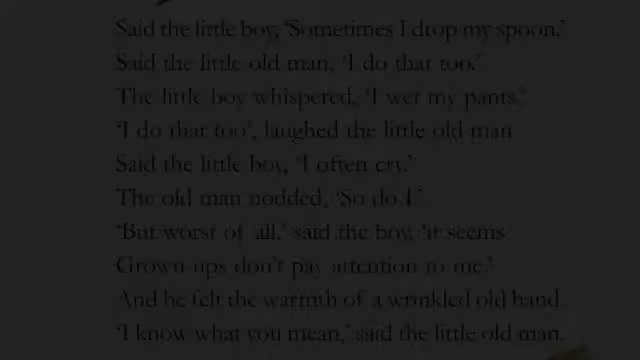 Said the little boy, 'Sometimes I drop my spoon.'
Said the little old man, 'I do that too.'
The little boy whispered, 'I wet my pants.'
'I do that too', laughed the little old man
Said the little boy, 'I often cry.'
The old man nodded, 'So do I.'
'But worst of all,' said the boy, 'it seems
Grown-ups don't pay attention to me.'
And he felt the warmth of a wrinkled old hand.
'I know what you mean,' said the little old man.